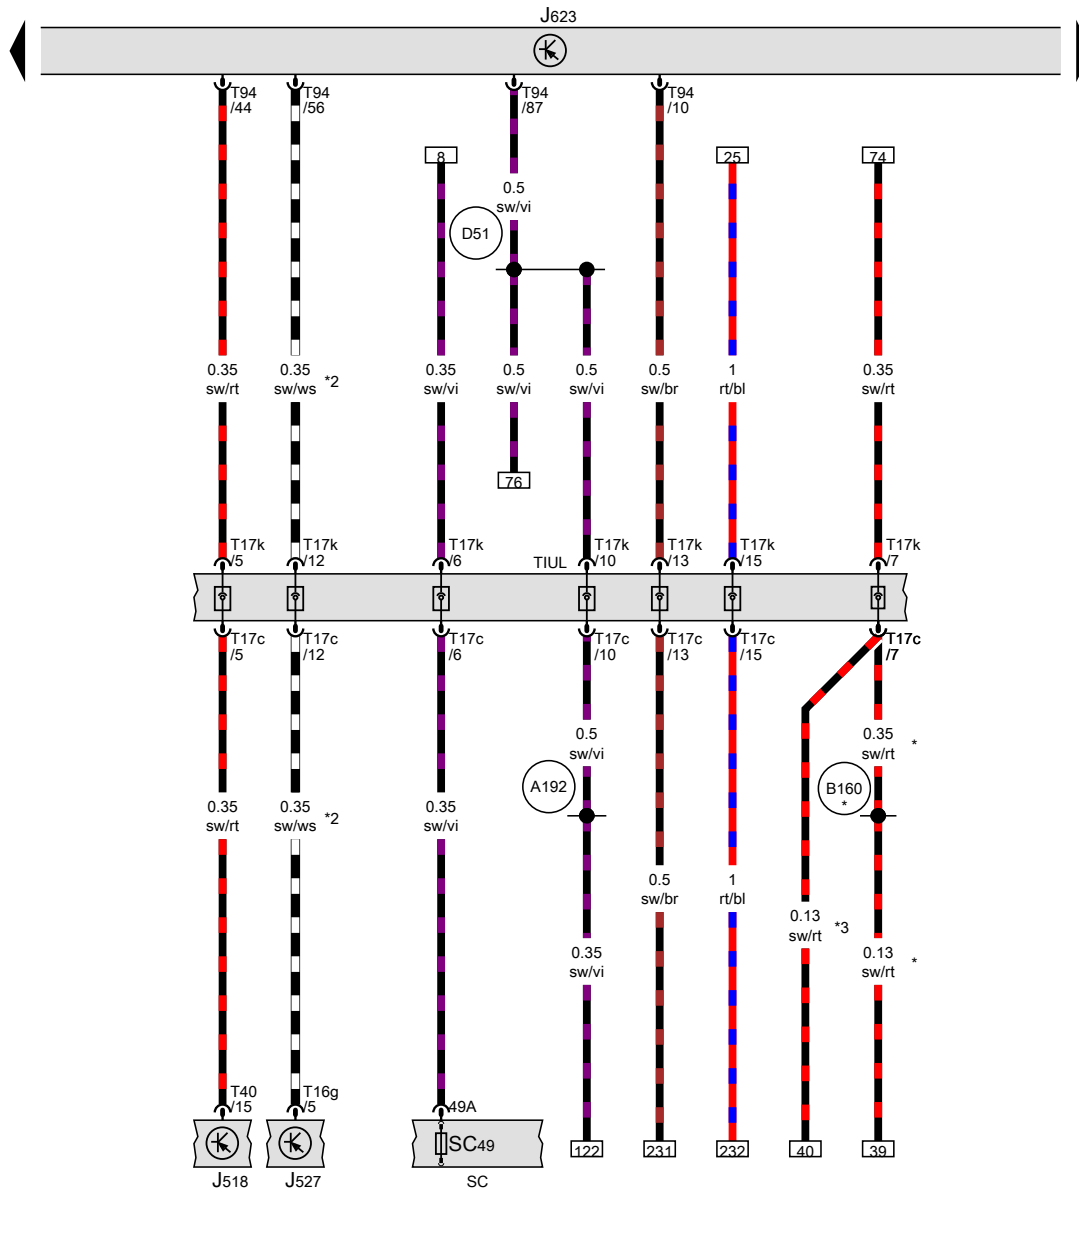 J623
T94 T94 T94 T94
/44 /56 /87 /10
8 25 74
0.5
sw/vi
D51
0.35 0.35 0.35 0.5 0.5 0.5 1 0.35
sw/rt sw/ws *2 sw/vi sw/vi sw/vi sw/br rt/bl sw/rt
76
T17k T17k T17k T17k T17k T17k T17k
/5 /12 /6 TIUL /10 /13 /15 /7
T17c T17c T17c T17c T17c T17c T17c
/5 /12 /6 /10 /13 /15 /7
0.5 0.35
sw/vi sw/rt *
A192 B160
*
0.35 0.35 0.35
sw/rt sw/ws *2 sw/vi
0.5 1
sw/br rt/bl
0.13
sw/rt *3
0.35 0.13
sw/vi sw/rt *
T40 T16g
/15 /5 49A
SC49
122 231 232 40 39
J518 J527 SC